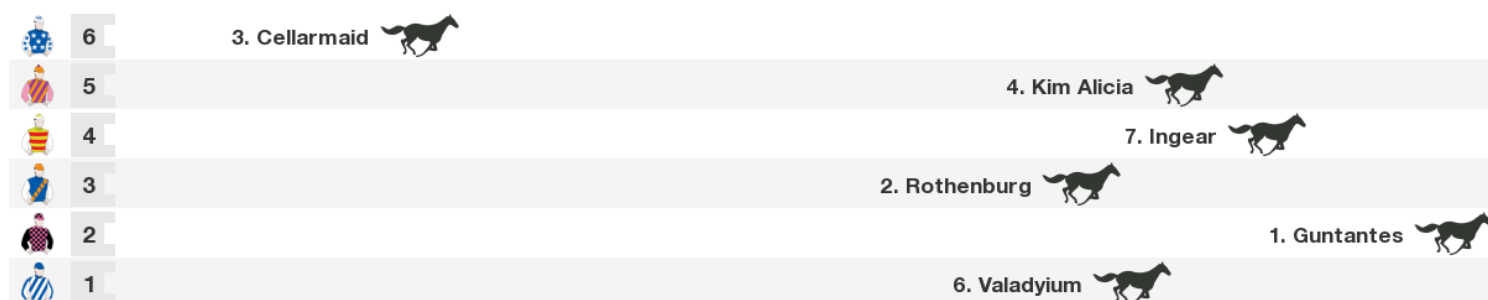 6 3. Cellarmaid
5 4. Kim Alicia
4 7. Ingear
3 2. Rothenburg
2 1. Guntantes
1 6. Valadyium